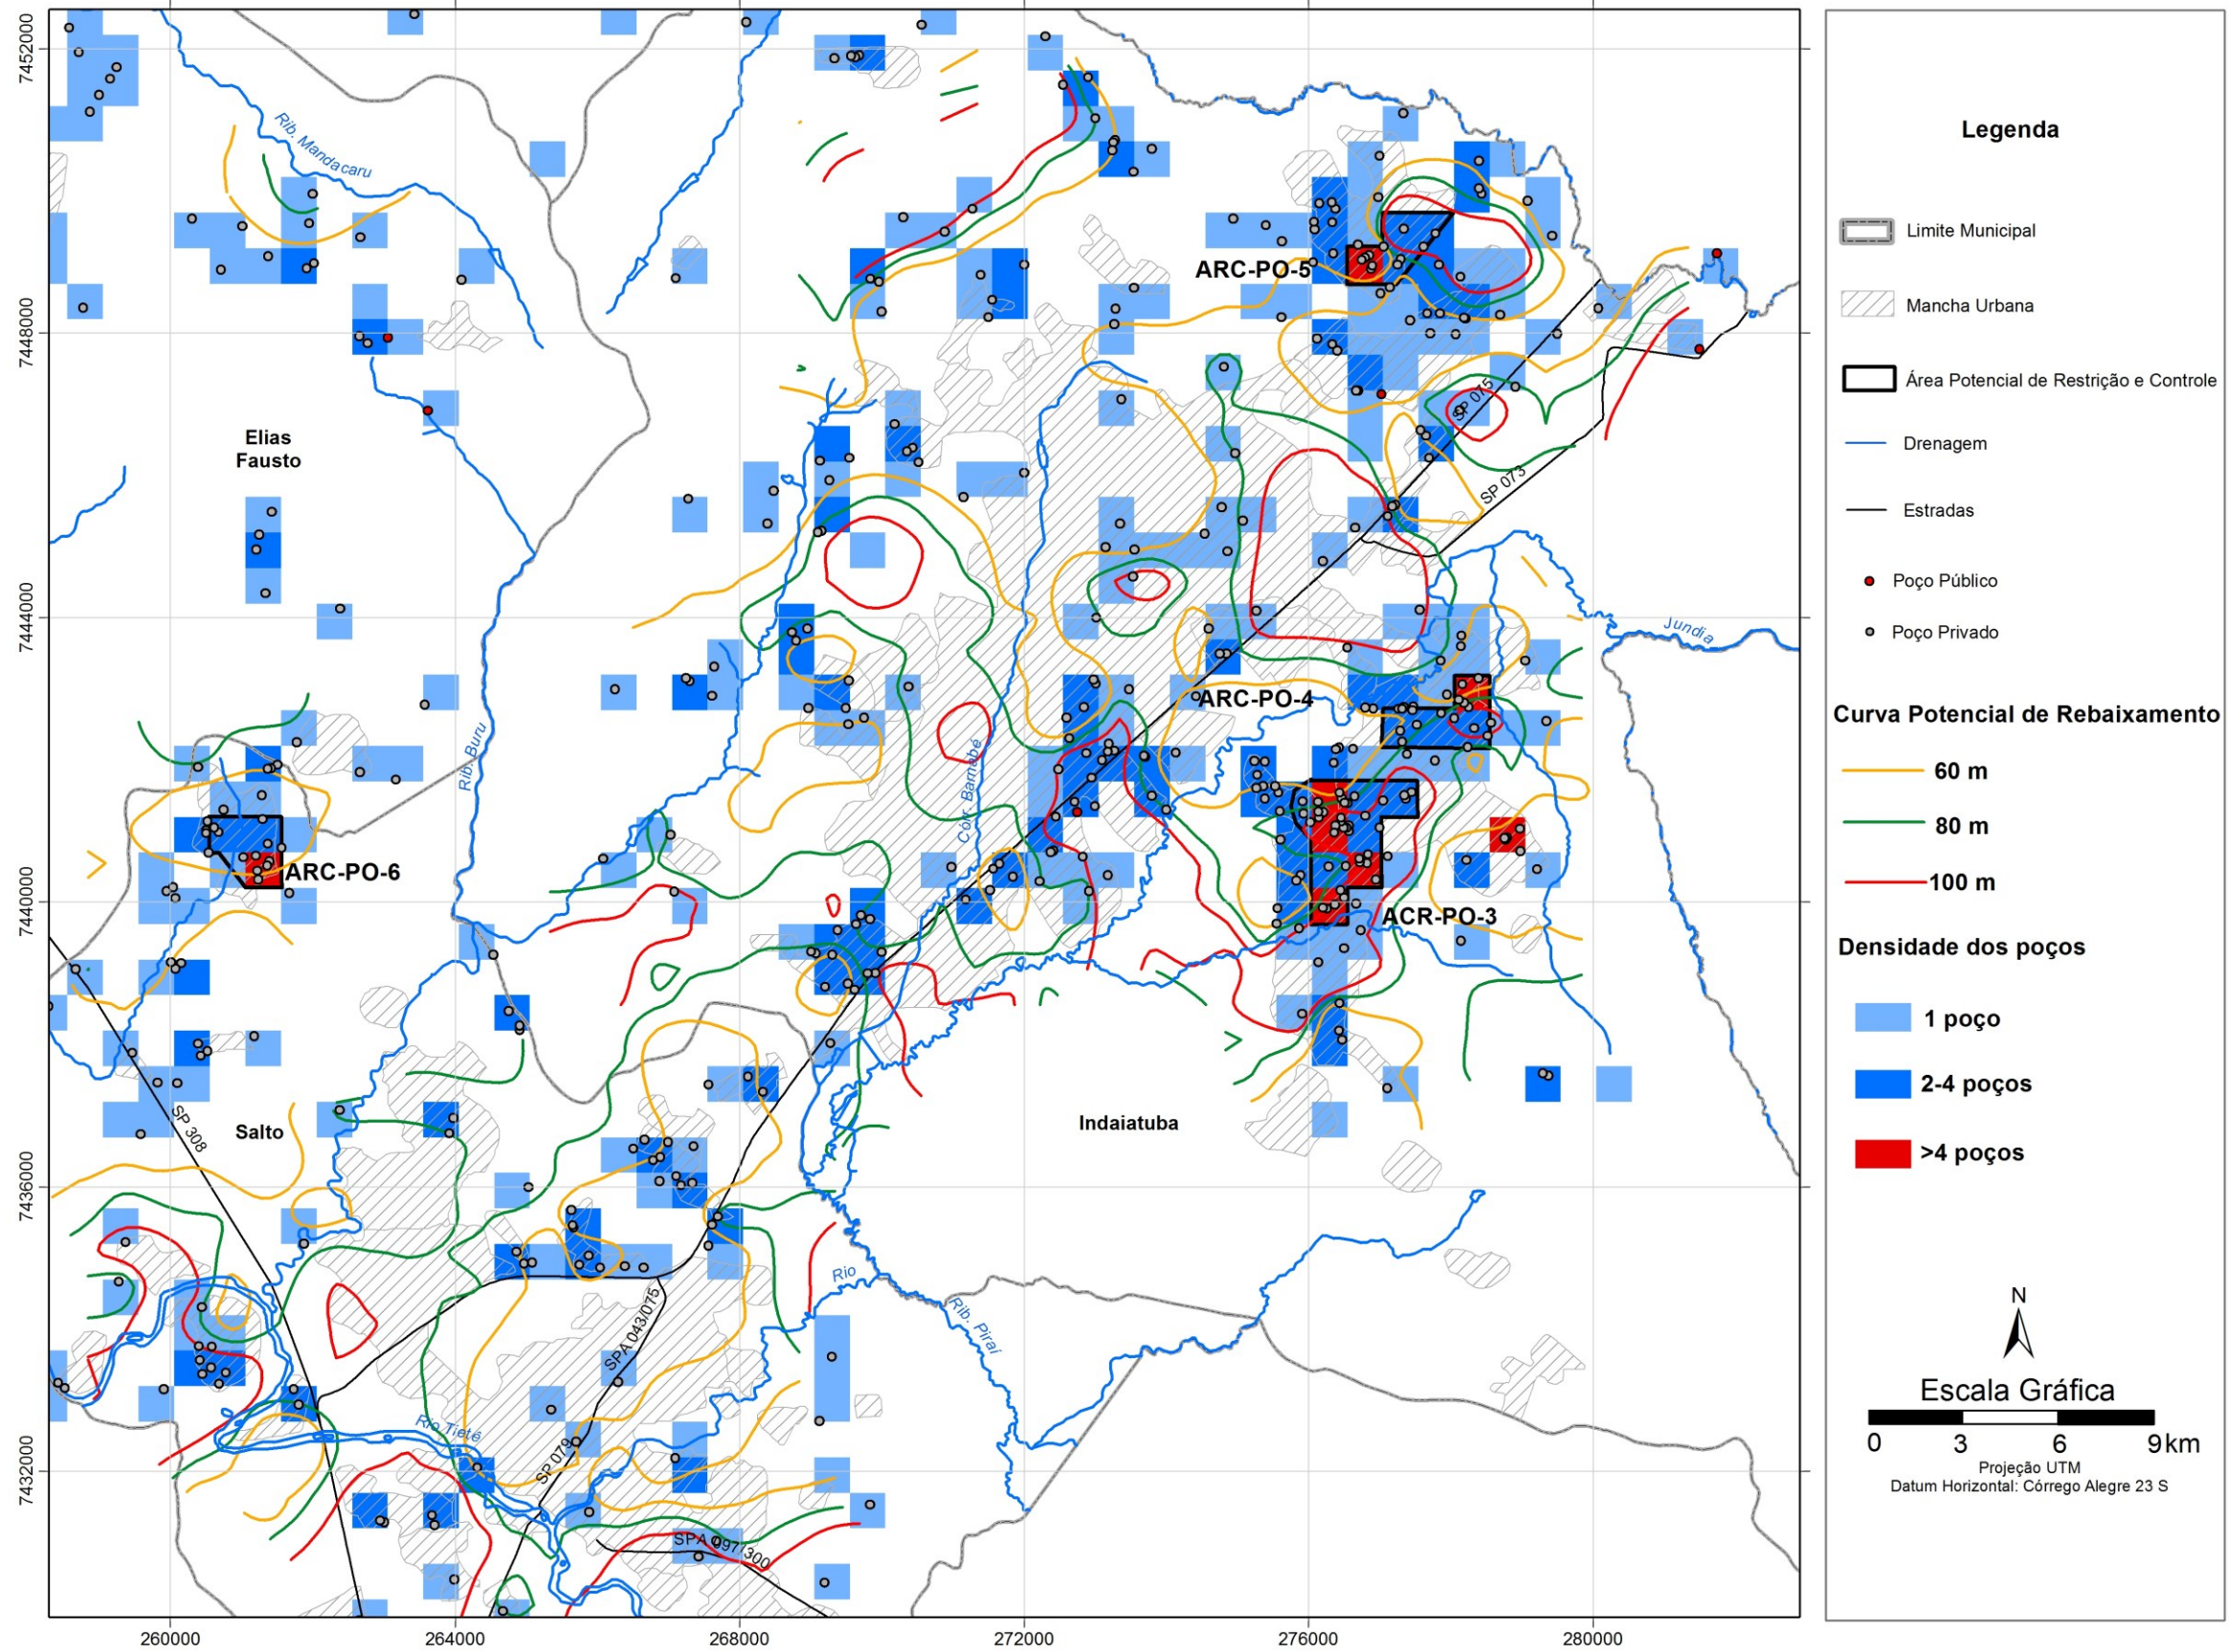 7452000
7448000
7444000
7440000
7436000
7432000
260000
264000
268000
272000
276000
280000
Rib. Mandacaru
Elias
Fausto
Rib. Buru
Córr. Barnabé
ARC-PO-5
SP 075
SP 073
Jundia
ARC-PO-4
ARC-PO-6
ACR-PO-3
SP 308
Salto
Indaiatuba
Rio
Rib. Piraí
SPA 043/075
Rio Tietê
SP 079
SPA 097/300
Legenda
Limite Municipal
Mancha Urbana
Área Potencial de Restrição e Controle
Drenagem
Estradas
Poço Público
Poço Privado
Curva Potencial de Rebaixamento
60 m
80 m
100 m
Densidade dos poços
1 poço
2-4 poços
>4 poços
N
Escala Gráfica
0 3 6 9km
Projeção UTM
Datum Horizontal: Córrego Alegre 23 S